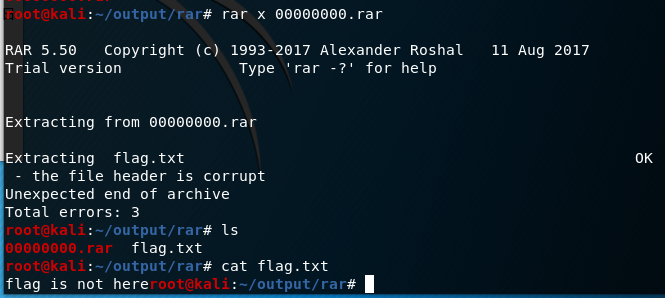 root@kali:~/output/rar# rar x 00000000.rar
RAR 5.50   Copyright (c) 1993-2017 Alexander Roshal   11 Aug 2017
Trial version             Type 'rar -?' for help
Extracting from 00000000.rar
Extracting  flag.txt                                                  OK
 - the file header is corrupt
Unexpected end of archive
Total errors: 3
root@kali:~/output/rar# ls
00000000.rar  flag.txt
root@kali:~/output/rar# cat flag.txt
flag is not hereroot@kali:~/output/rar#